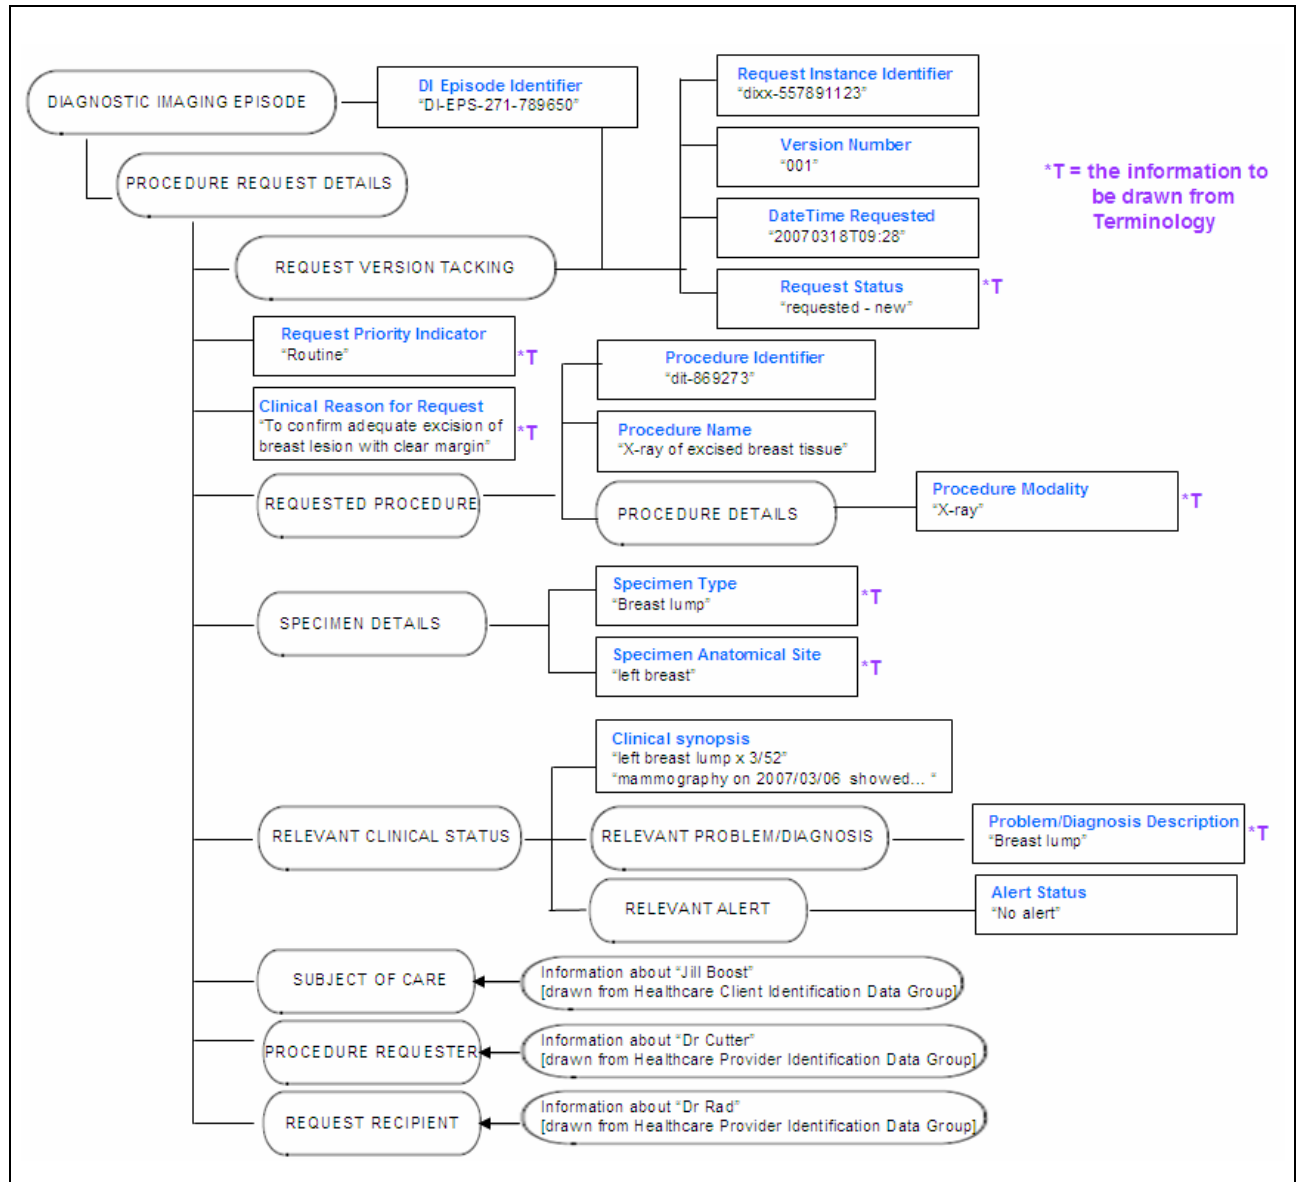 DIAGNOSTIC IMAGING EPISODE
DI Episode Identifier
“DI-EPS-271-789650”
Request Instance Identifier
“dixx-557891123”
Version Number
“001”
*T = the information to
be drawn from
Terminology
PROCEDURE REQUEST DETAILS
DateTime Requested
“20070318T09:28”
REQUEST VERSION TACKING
Request Status
“requested - new”
*T
Request Priority Indicator
“Routine”
*T
Clinical Reason for Request
“To confirm adequate excision of
breast lesion with clear margin”
*T
Procedure Identifier
“dit-869273”
Procedure Name
“X-ray of excised breast tissue”
REQUESTED PROCEDURE
PROCEDURE DETAILS
Procedure Modality
“X-ray”
*T
SPECIMEN DETAILS
Specimen Type
“Breast lump”
*T
Specimen Anatomical Site
“left breast”
*T
Clinical synopsis
“left breast lump x 3/52”
“mammography on 2007/03/06 showed... “
RELEVANT CLINICAL STATUS
RELEVANT PROBLEM/DIAGNOSIS
Problem/Diagnosis Description
“Breast lump”
*T
RELEVANT ALERT
Alert Status
“No alert”
SUBJECT OF CARE
Information about “Jill Boost”
[drawn from Healthcare Client Identification Data Group]
PROCEDURE REQUESTER
Information about “Dr Cutter”
[drawn from Healthcare Provider Identification Data Group]
REQUEST RECIPIENT
Information about “Dr Rad”
[drawn from Healthcare Provider Identification Data Group]